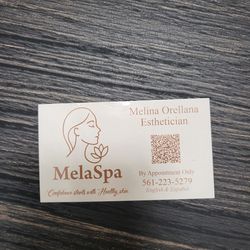 Melina Orellana
Esthetician
MelaSpa
Confidence starts with Healthy skin
By Appointment Only
561-223-5279
English & Español